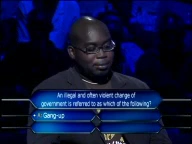 An illegal and often violent change of
government is referred to as which of the following?
A: Gang-up